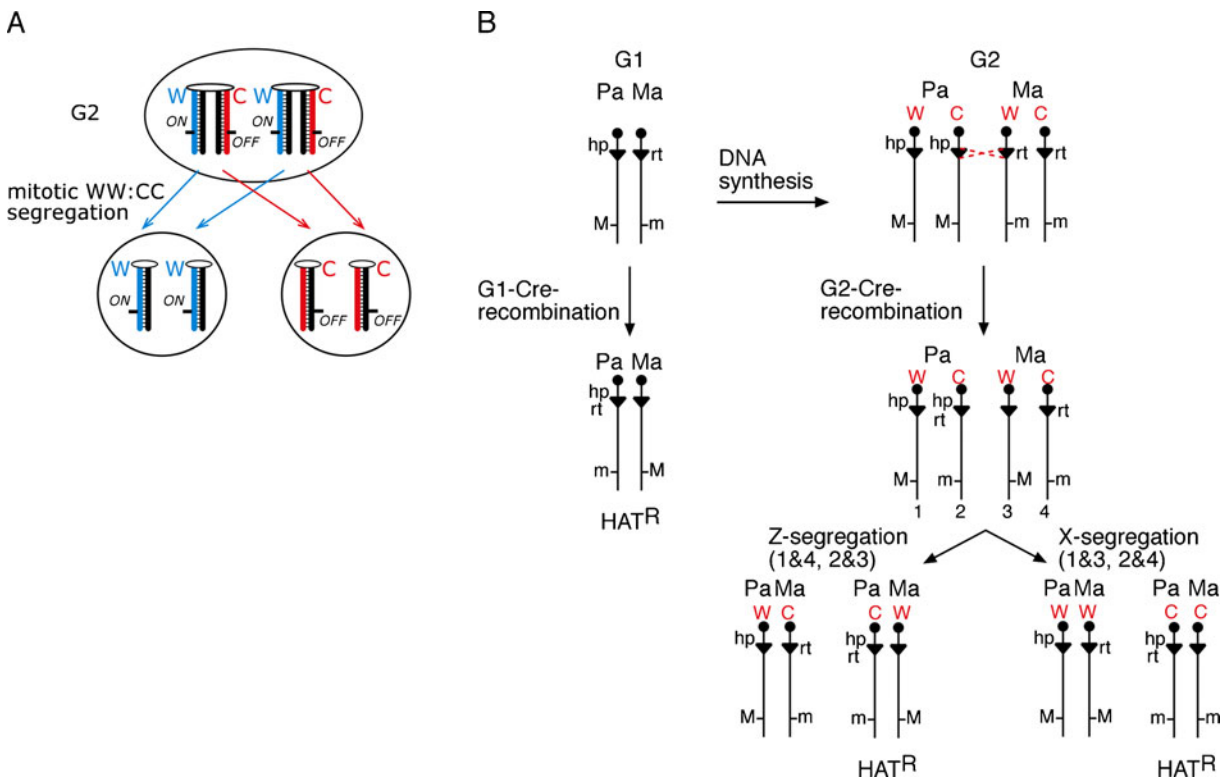 A
G2
W C W C
ON OFF ON OFF
mitotic WW:CC
segregation
W W C C
ON ON OFF OFF
B
G1
Pa Ma
hp rt
M m
DNA
synthesis
G2
Pa Ma
W C W C
hp hp rt rt
M m m
G1-Cre-
recombination
Pa Ma
hp
rt
m M
HATR
G2-Cre-
recombination
Pa Ma
W C W C
hp hp rt
rt
M m M m
1 2 3 4
Z-segregation
(1&4, 2&3)
X-segregation
(1&3, 2&4)
Pa Ma Pa Ma Pa Ma Pa Ma
W C C W W W C C
hp rt hp hp rt hp rt
rt rt
M m m M M M m m
HATR HATR